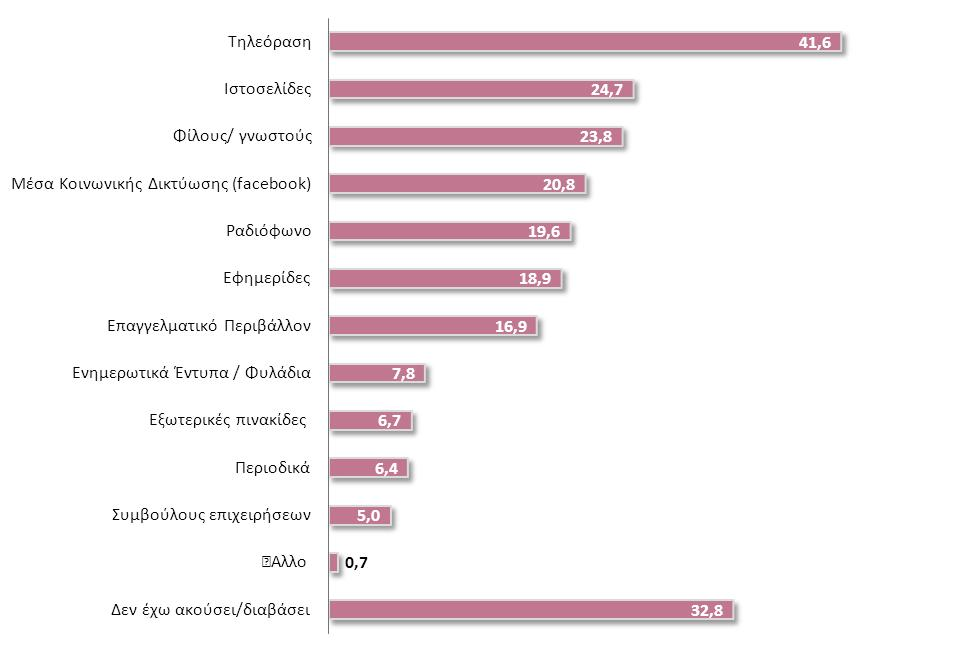 Τηλεόραση 41,6
Ιστοσελίδες 24,7
Φίλους/ γνωστούς 23,8
Μέσα Κοινωνικής Δικτύωσης (facebook) 20,8
Ραδιόφωνο 19,6
Εφημερίδες 18,9
Επαγγελματικό Περιβάλλον 16,9
Ενημερωτικά Έντυπα / Φυλάδια 7,8
Εξωτερικές πινακίδες 6,7
Περιοδικά 6,4
Συμβούλους επιχειρήσεων 5,0
Αλλο 0,7
Δεν έχω ακούσει/διαβάσει 32,8